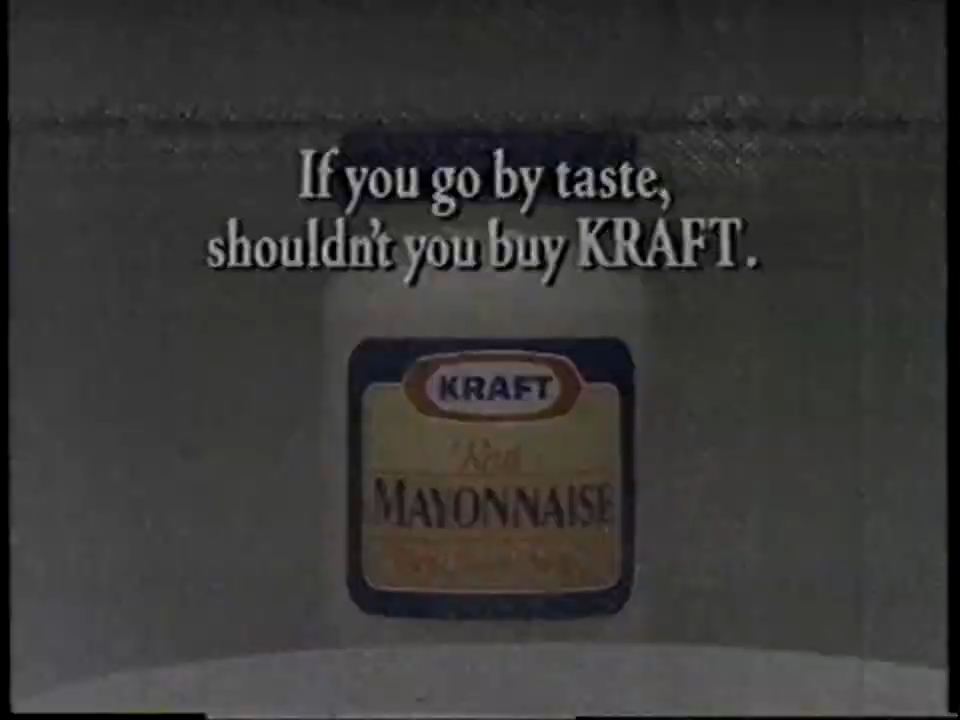 If you go by taste,
shouldn't you buy KRAFT.
KRAFT
Real
MAYONNAISE